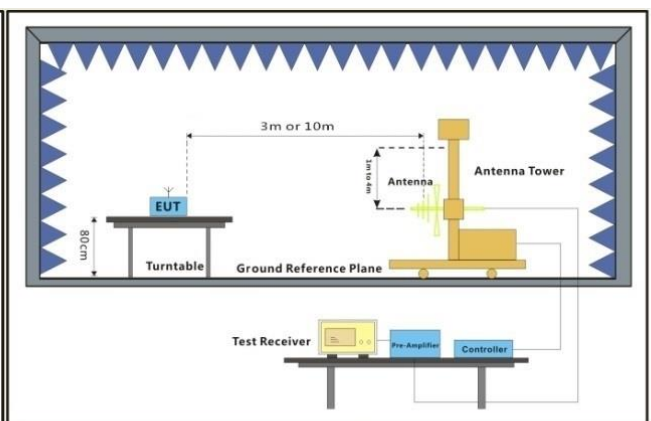 3m or 10m
1m to 4m
Antenna
Antenna Tower
EUT
80cm
Turntable
Ground Reference Plane
Test Receiver
Pre-Amplifier
Controller